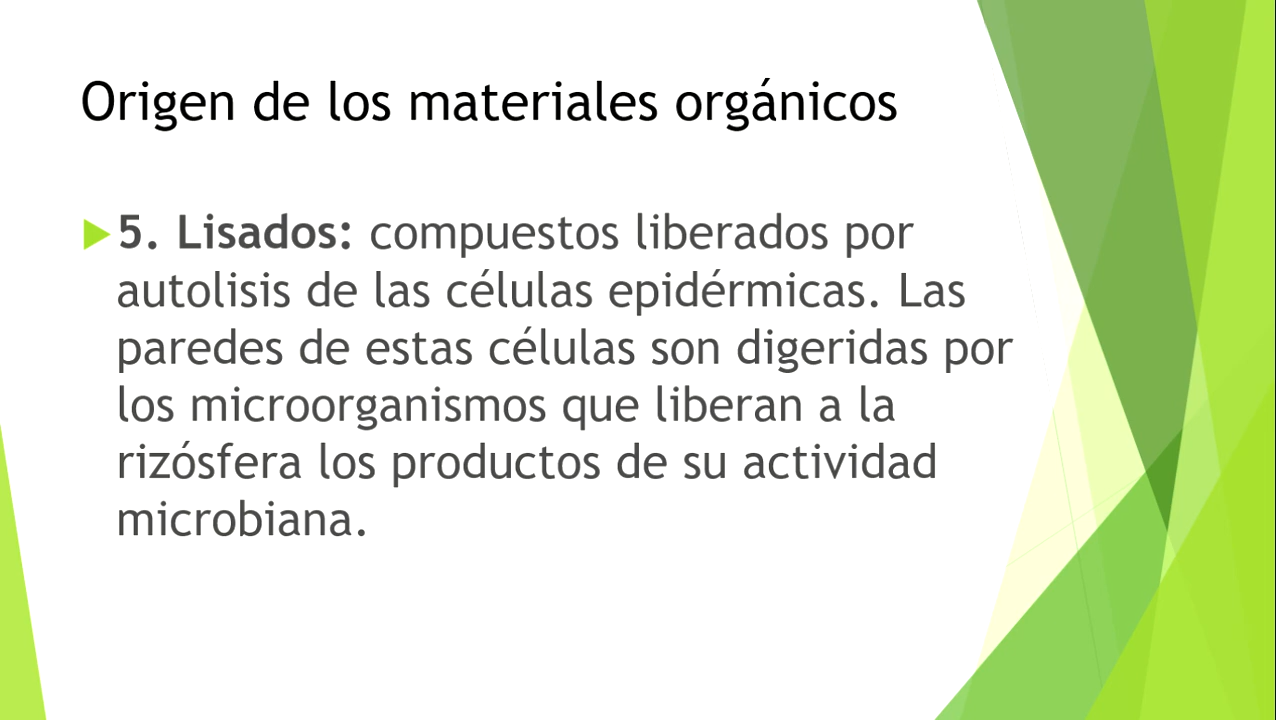 Origen de los materiales orgánicos
5. Lisados: compuestos liberados por
autolisis de las células epidérmicas. Las
paredes de estas células son digeridas por
los microorganismos que liberan a la
rizósfera los productos de su actividad
microbiana.